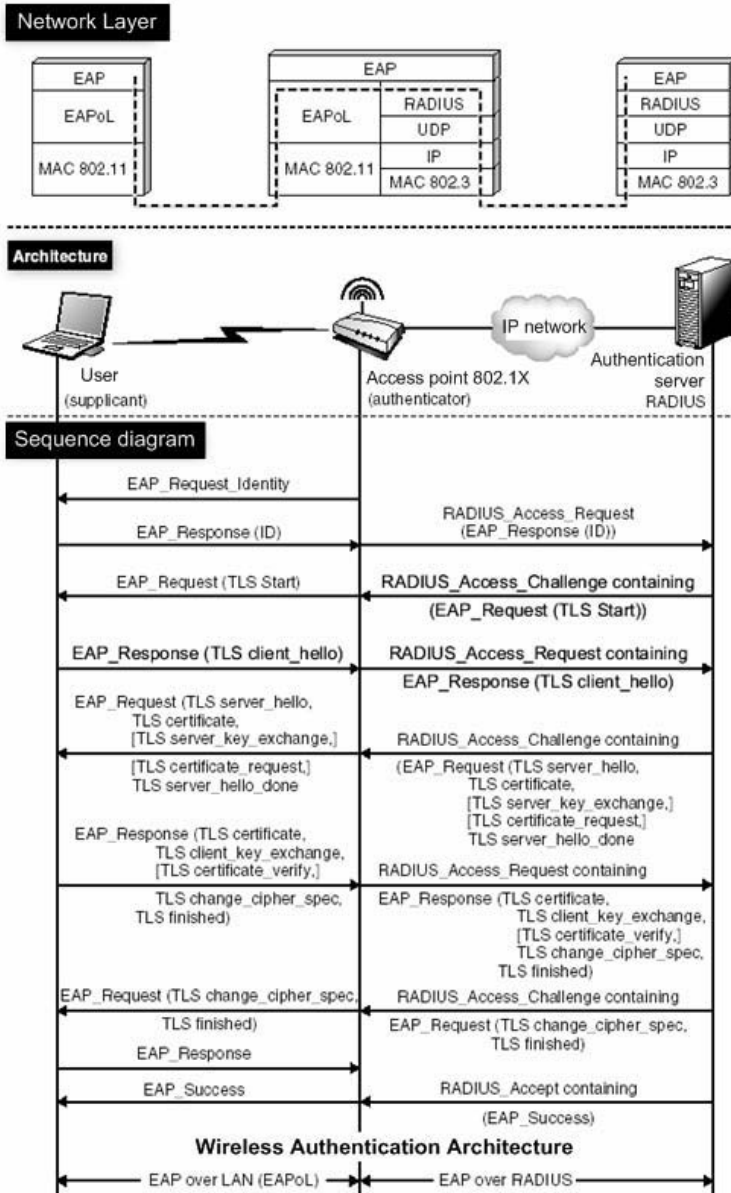 Network Layer
EAP
EAPoL
MAC 802.11
EAP
EAPoL
MAC 802.11
RADIUS
UDP
IP
MAC 802.3
EAP
RADIUS
UDP
IP
MAC 802.3
Architecture
User
(supplicant)
Access point 802.1X
(authenticator)
IP network
Authentication
server
RADIUS
Sequence diagram
EAP_Request_Identity
EAP_Response (ID)
RADIUS_Access_Request
(EAP_Response (ID))
EAP_Request (TLS Start)
RADIUS_Access_Challenge containing
(EAP_Request (TLS Start))
EAP_Response (TLS client_hello)
RADIUS_Access_Request containing
EAP_Response (TLS client_hello)
EAP_Request (TLS server_hello,
TLS certificate,
[TLS server_key_exchange,]
[TLS certificate_request,]
TLS server_hello_done
RADIUS_Access_Challenge containing
(EAP_Request (TLS server_hello,
TLS certificate,
[TLS server_key_exchange,]
[TLS certificate_request,]
TLS server_hello_done
EAP_Response (TLS certificate,
TLS client_key_exchange,
[TLS certificate_verify,]
TLS change_cipher_spec,
TLS finished)
RADIUS_Access_Request containing
EAP_Response (TLS certificate,
TLS client_key_exchange,
[TLS certificate_verify,]
TLS change_cipher_spec,
TLS finished)
EAP_Request (TLS change_cipher_spec,
TLS finished)
RADIUS_Access_Challenge containing
EAP_Request (TLS change_cipher_spec,
TLS finished)
EAP_Response
EAP_Success
RADIUS_Accept containing
(EAP_Success)
Wireless Authentication Architecture
EAP over LAN (EAPoL)
EAP over RADIUS